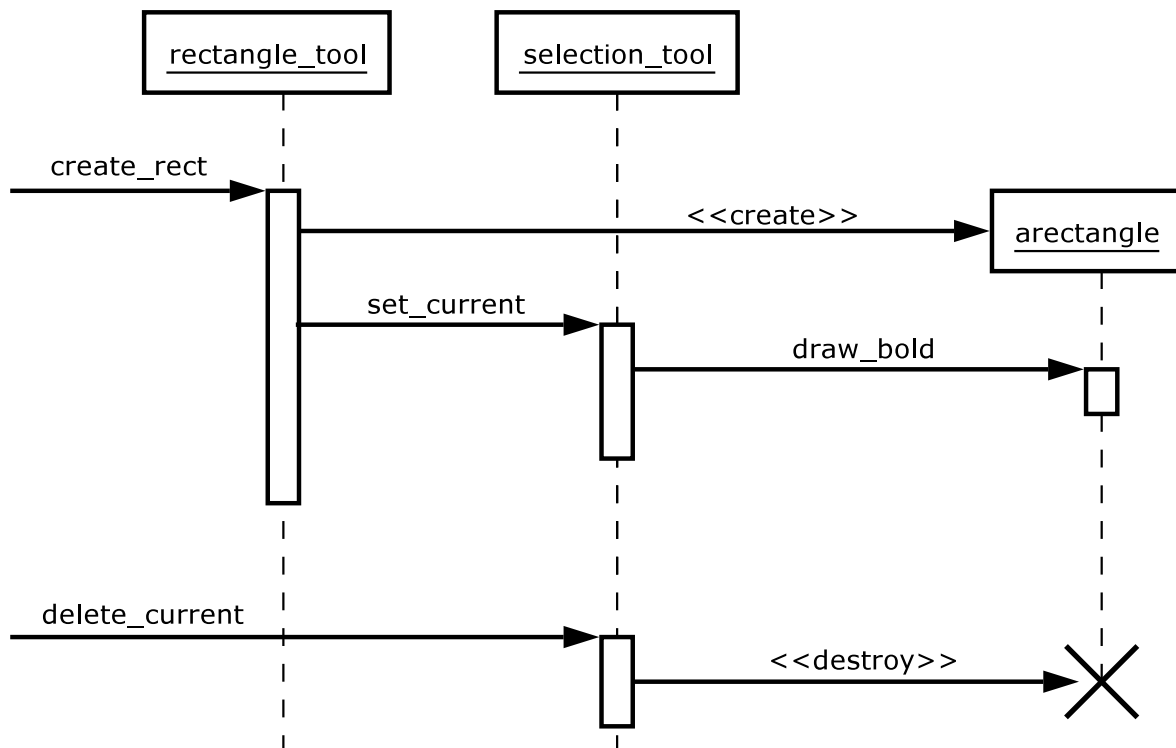 rectangle_tool
selection_tool
create_rect
<<create>>
arectangle
set_current
draw_bold
delete_current
<<destroy>>